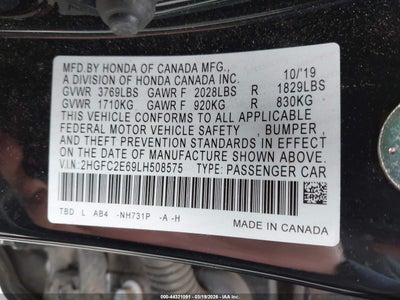 MFD.BY HONDA OF CANADA MFG.,
A DIVISION OF HONDA CANADA INC. 10/'19
GVWR 3769LBS GAWR F 2028LBS R 1829LBS
GVWR 1710KG GAWR F 920KG R 830KG
THIS VEHICLE CONFORMS TO ALL APPLICABLE
FEDERAL MOTOR VEHICLE SAFETY , BUMPER ,
AND THEFT PREVENTION STANDARDS IN EFFECT
ON THE DATE OF MANUFACTURE SHOWN ABOVE.
V.I.N: 2HGFC2E69LH508575 TYPE: PASSENGER CAR
TBD L AB4 -NH731P -A -H
MADE IN CANADA
000-44321091 - 03/19/2026 - IAA